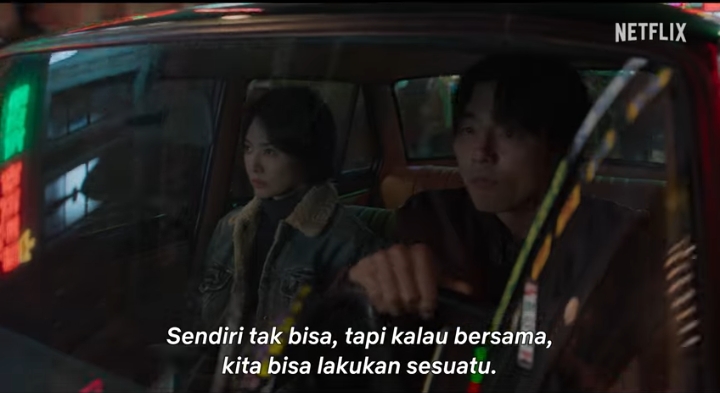 NETFLIX
Sendiri tak bisa, tapi kalau bersama,
kita bisa lakukan sesuatu.